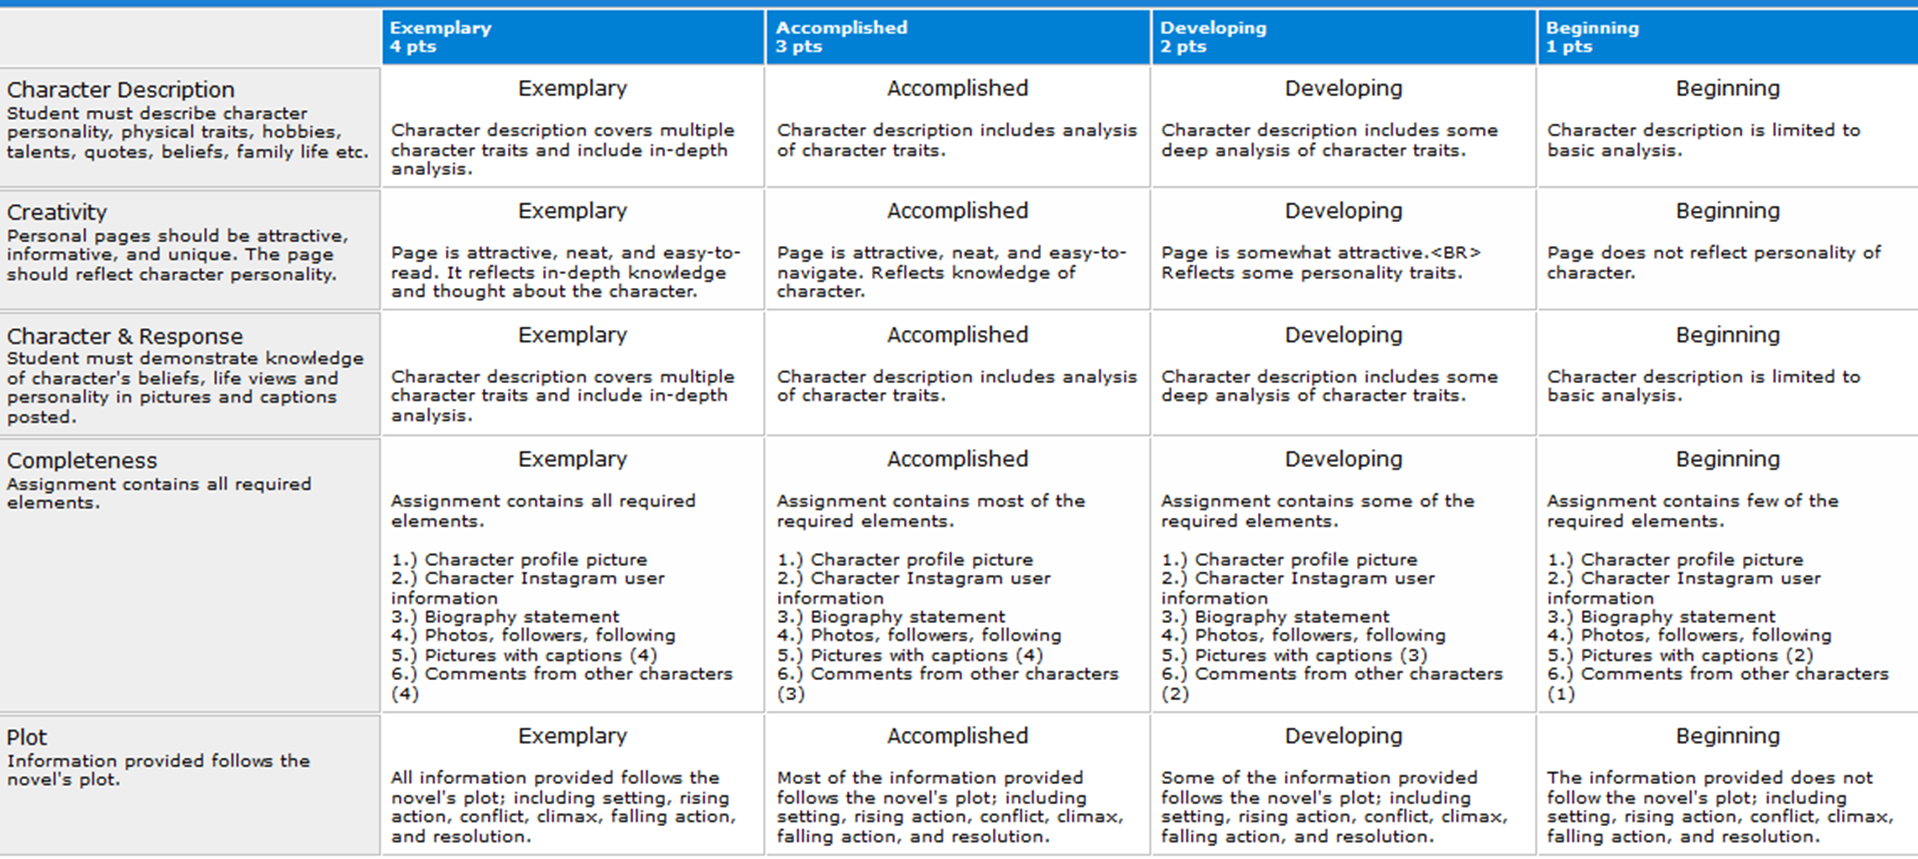 Exemplary
4 pts
Accomplished
3 pts
Developing
2 pts
Beginning
1 pts
Character Description
Student must describe character
personality, physical traits, hobbies,
talents, quotes, beliefs, family life etc.
Exemplary
Character description covers multiple
character traits and include in-depth
analysis.
Accomplished
Character description includes analysis
of character traits.
Developing
Character description includes some
deep analysis of character traits.
Beginning
Character description is limited to
basic analysis.
Creativity
Personal pages should be attractive,
informative, and unique. The page
should reflect character personality.
Exemplary
Page is attractive, neat, and easy-to-
read. It reflects in-depth knowledge
and thought about the character.
Accomplished
Page is attractive, neat, and easy-to-
navigate. Reflects knowledge of
character.
Developing
Page is somewhat attractive.<BR>
Reflects some personality traits.
Beginning
Page does not reflect personality of
character.
Character & Response
Student must demonstrate knowledge
of character's beliefs, life views and
personality in pictures and captions
posted.
Exemplary
Character description covers multiple
character traits and include in-depth
analysis.
Accomplished
Character description includes analysis
of character traits.
Developing
Character description includes some
deep analysis of character traits.
Beginning
Character description is limited to
basic analysis.
Completeness
Assignment contains all required
elements.
Exemplary
Assignment contains all required
elements.
1.) Character profile picture
2.) Character Instagram user
information
3.) Biography statement
4.) Photos, followers, following
5.) Pictures with captions (4)
6.) Comments from other characters
(4)
Accomplished
Assignment contains most of the
required elements.
1.) Character profile picture
2.) Character Instagram user
information
3.) Biography statement
4.) Photos, followers, following
5.) Pictures with captions (4)
6.) Comments from other characters
(3)
Developing
Assignment contains some of the
required elements.
1.) Character profile picture
2.) Character Instagram user
information
3.) Biography statement
4.) Photos, followers, following
5.) Pictures with captions (3)
6.) Comments from other characters
(2)
Beginning
Assignment contains few of the
required elements.
1.) Character profile picture
2.) Character Instagram user
information
3.) Biography statement
4.) Photos, followers, following
5.) Pictures with captions (2)
6.) Comments from other characters
(1)
Plot
Information provided follows the
novel's plot.
Exemplary
All information provided follows the
novel's plot; including setting, rising
action, conflict, climax, falling action,
and resolution.
Accomplished
Most of the information provided
follows the novel's plot; including
setting, rising action, conflict, climax,
falling action, and resolution.
Developing
Some of the information provided
follows the novel's plot; including
setting, rising action, conflict, climax,
falling action, and resolution.
Beginning
The information provided does not
follow the novel's plot; including
setting, rising action, conflict, climax,
falling action, and resolution.